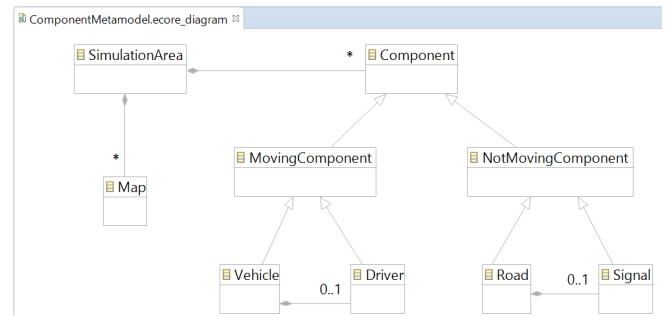 ComponentMetamodel.ecore_diagram
SimulationArea
*
Component
*
MovingComponent
NotMovingComponent
Map
Vehicle
0..1
Driver
Road
0..1
Signal